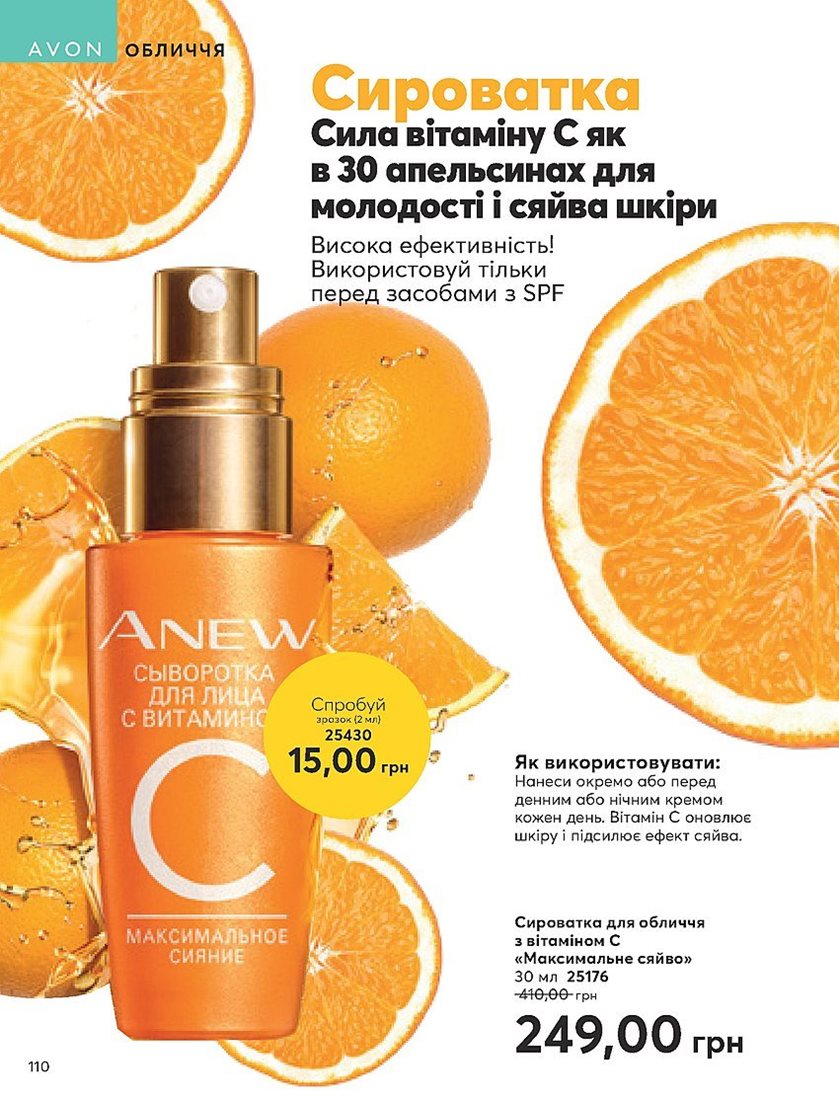 AVON ОБЛИЧЧЯ
Сироватка
Сила вітаміну С як
в 30 апельсинах для
молодості і сяйва шкіри
Висока ефективність!
Використовуй тільки
перед засобами з SPF
ANEW
СЫВОРОТКА
ДЛЯ ЛИЦА
С ВИТАМИНО
C
МАКСИМАЛЬНОЕ
СИЯНИЕ
Спробуй
зразок (2 мл)
25430
15,00 грн
Як використовувати:
Нанеси окремо або перед
денним або нічним кремом
кожен день. Вітамін С оновлює
шкіру і підсилює ефект сяйва.
Сироватка для обличчя
з вітаміном С
«Максимальне сяйво»
30 мл 25176
410,00 грн
249,00 грн
110